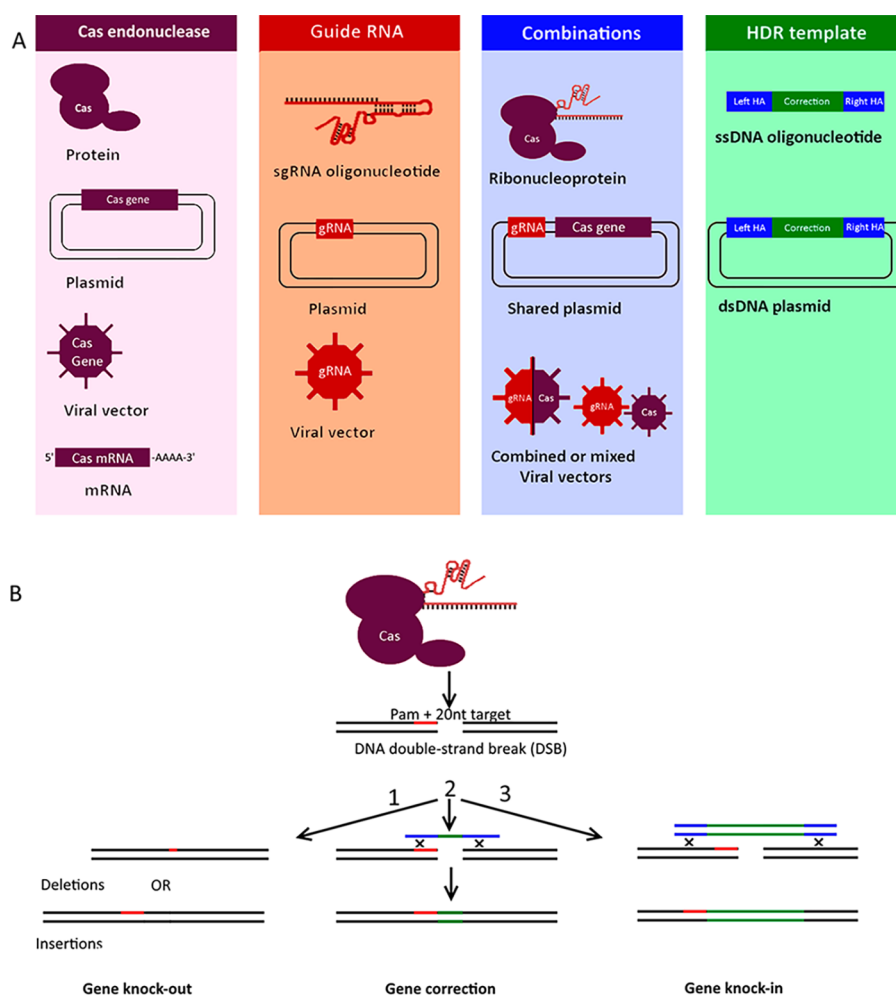 A
Cas endonuclease
Cas
Protein
Cas gene
Plasmid
Cas
Gene
Viral vector
5' Cas mRNA -AAAA-3'
mRNA
Guide RNA
sgRNA oligonucleotide
gRNA
Plasmid
gRNA
Viral vector
Combinations
Cas
Ribonucleoprotein
gRNA Cas gene
Shared plasmid
gRNA Cas gRNA Cas
Combined or mixed
Viral vectors
HDR template
Left HA Correction Right HA
ssDNA oligonucleotide
Left HA Correction Right HA
dsDNA plasmid
B
Cas
Pam + 20nt target
DNA double-strand break (DSB)
1 2 3
Deletions OR
Insertions
Gene knock-out Gene correction Gene knock-in